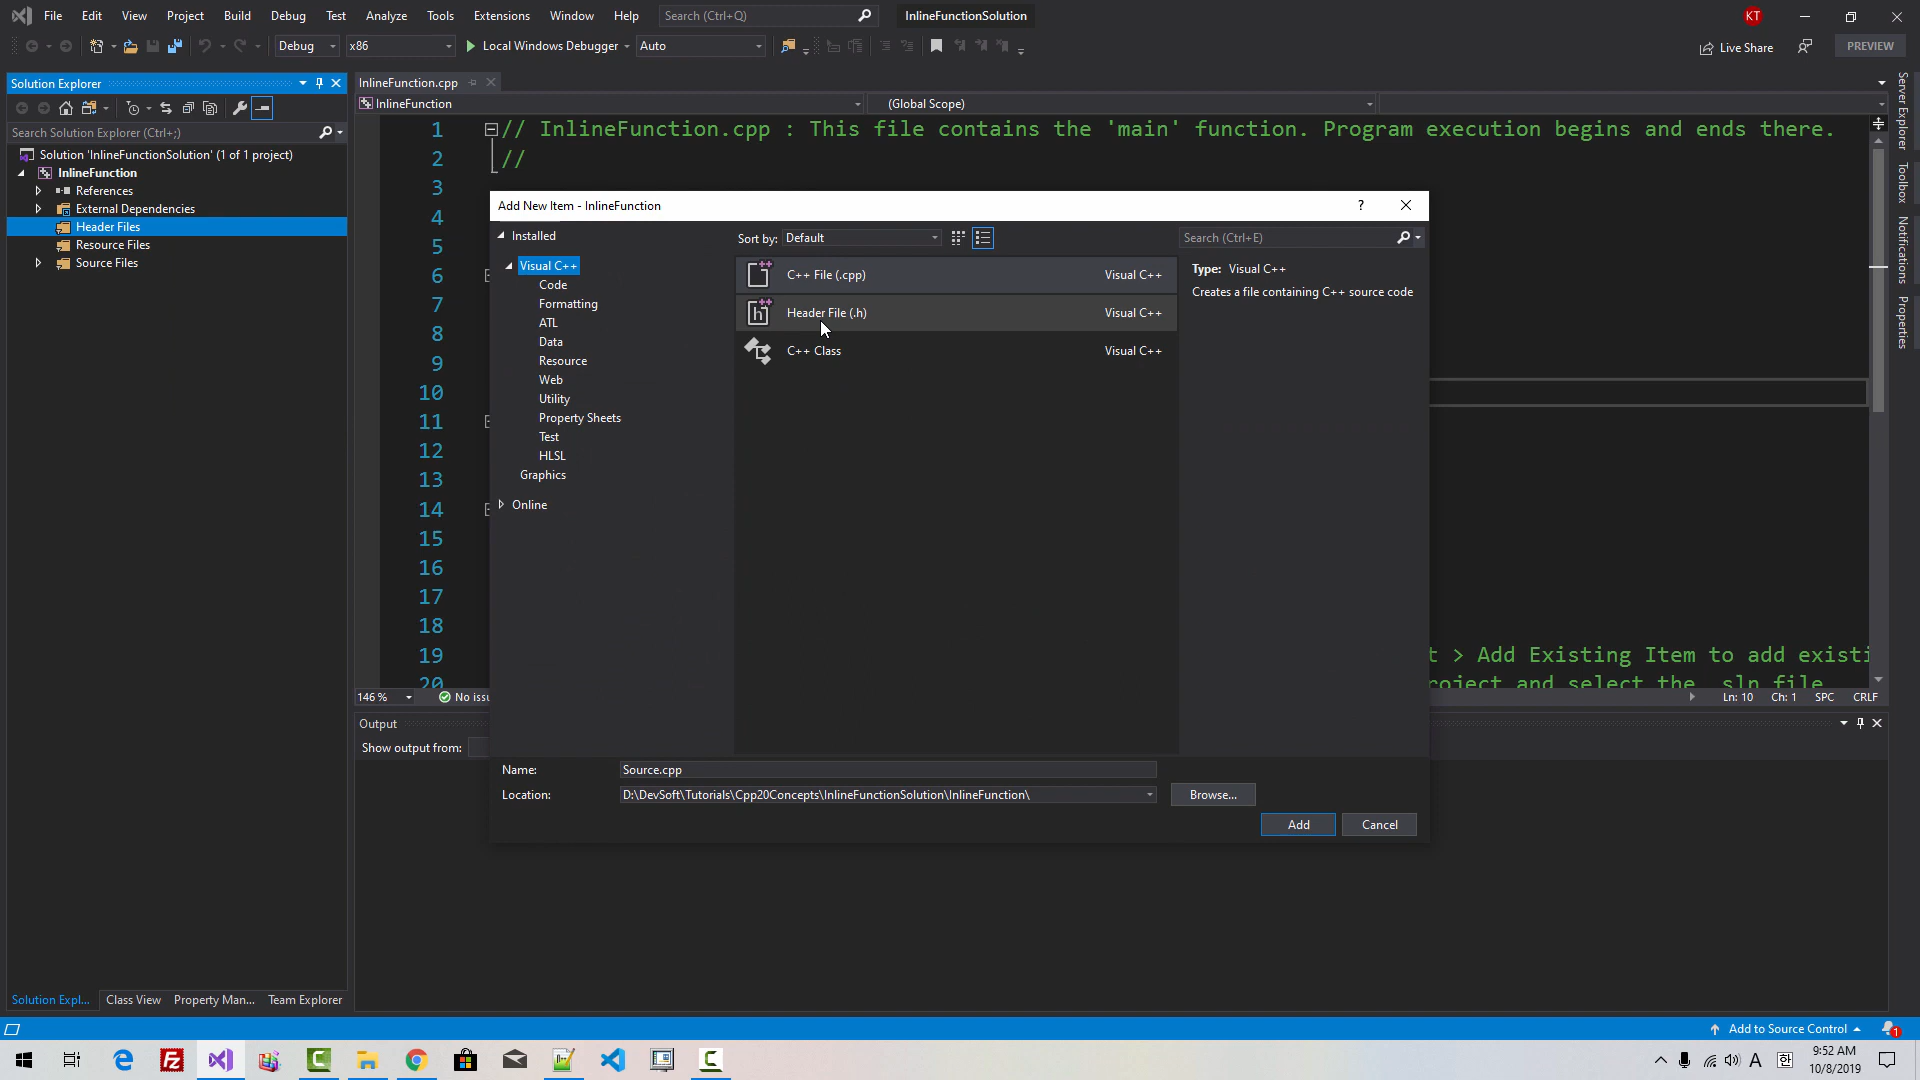 File Edit View Project Build Debug Test Analyze Tools Extensions Window Help Search (Ctrl+Q) InlineFunctionSolution KT
Debug x86 Local Windows Debugger Auto Live Share PREVIEW
Solution Explorer
Search Solution Explorer (Ctrl+;)
Solution 'InlineFunctionSolution' (1 of 1 project)
InlineFunction
References
External Dependencies
Header Files
Resource Files
Source Files
Solution Expl... Class View Property Man... Team Explorer
InlineFunction.cpp
InlineFunction (Global Scope)
1 // InlineFunction.cpp : This file contains the 'main' function. Program execution begins and ends there.
2 //
3
4
5
6
7
8
9
10
11
12
13
14
15
16
17
18
19 t > Add Existing Item to add existi
20 roject and select the .sln file
146 % No issu Ln: 10 Ch: 1 SPC CRLF
Output
Show output from:
Add New Item - InlineFunction ?
Installed
Visual C++
Code
Formatting
ATL
Data
Resource
Web
Utility
Property Sheets
Test
HLSL
Graphics
Online
Sort by: Default
C++ File (.cpp) Visual C++
Header File (.h) Visual C++
C++ Class Visual C++
Search (Ctrl+E)
Type: Visual C++
Creates a file containing C++ source code
Name: Source.cpp
Location: D:\DevSoft\Tutorials\Cpp20Concepts\InlineFunctionSolution\InlineFunction\
Browse...
Add Cancel
Server Explorer
Toolbox
Notifications
Properties
Add to Source Control 1
A 한 9:52 AM
10/8/2019